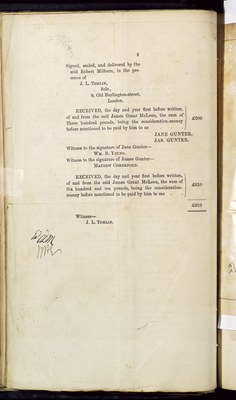 3
Signed, sealed, and delivered by the
said Robert Milburn, in the pre-
sence of
J. L. TOMLIN,
Solr.,
9, Old Burlington-street,
London.
RECEIVED, the day and year first before written,
of and from the said James Grant McLean, the sum of
Three hundred pounds, being the consideration-money
before mentioned to be paid by him to us
£300
JANE GUNTER,
JAS. GUNTER.
Witness to the signature of Jane Gunter—
WM. B. YOUNG.
Witness to the signature of James Gunter—
RECEIVED, the day and year first before written,
of and from the said James Grant McLean, the sum of
Six hundred and ten pounds, being the consideration-
money before mentioned to be paid by him to me
£610
£910
Witness—
J. L. TOMLIN.